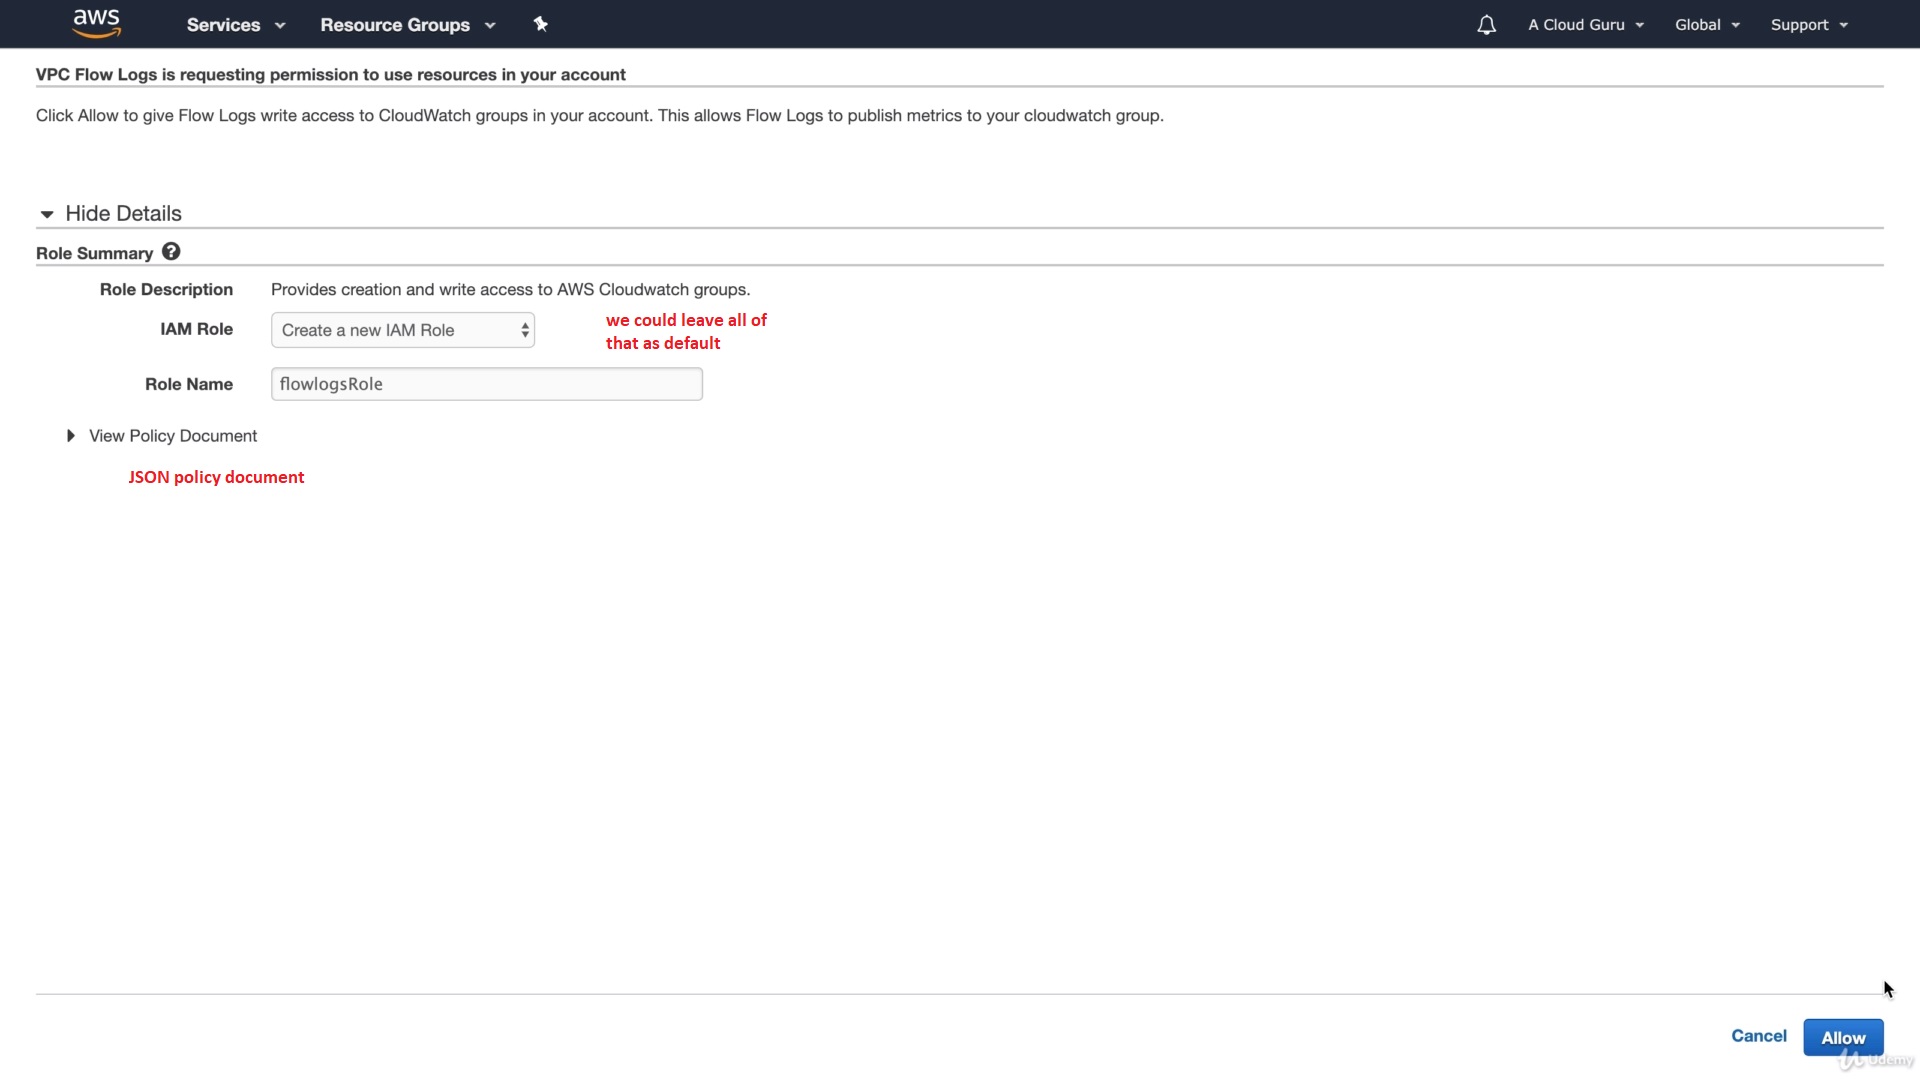 aws Services Resource Groups A Cloud Guru Global Support
VPC Flow Logs is requesting permission to use resources in your account
Click Allow to give Flow Logs write access to CloudWatch groups in your account. This allows Flow Logs to publish metrics to your cloudwatch group.
Hide Details
Role Summary ?
Role Description Provides creation and write access to AWS Cloudwatch groups.
IAM Role Create a new IAM Role
we could leave all of
that as default
Role Name flowlogsRole
View Policy Document
JSON policy document
Cancel Allow
Udemy